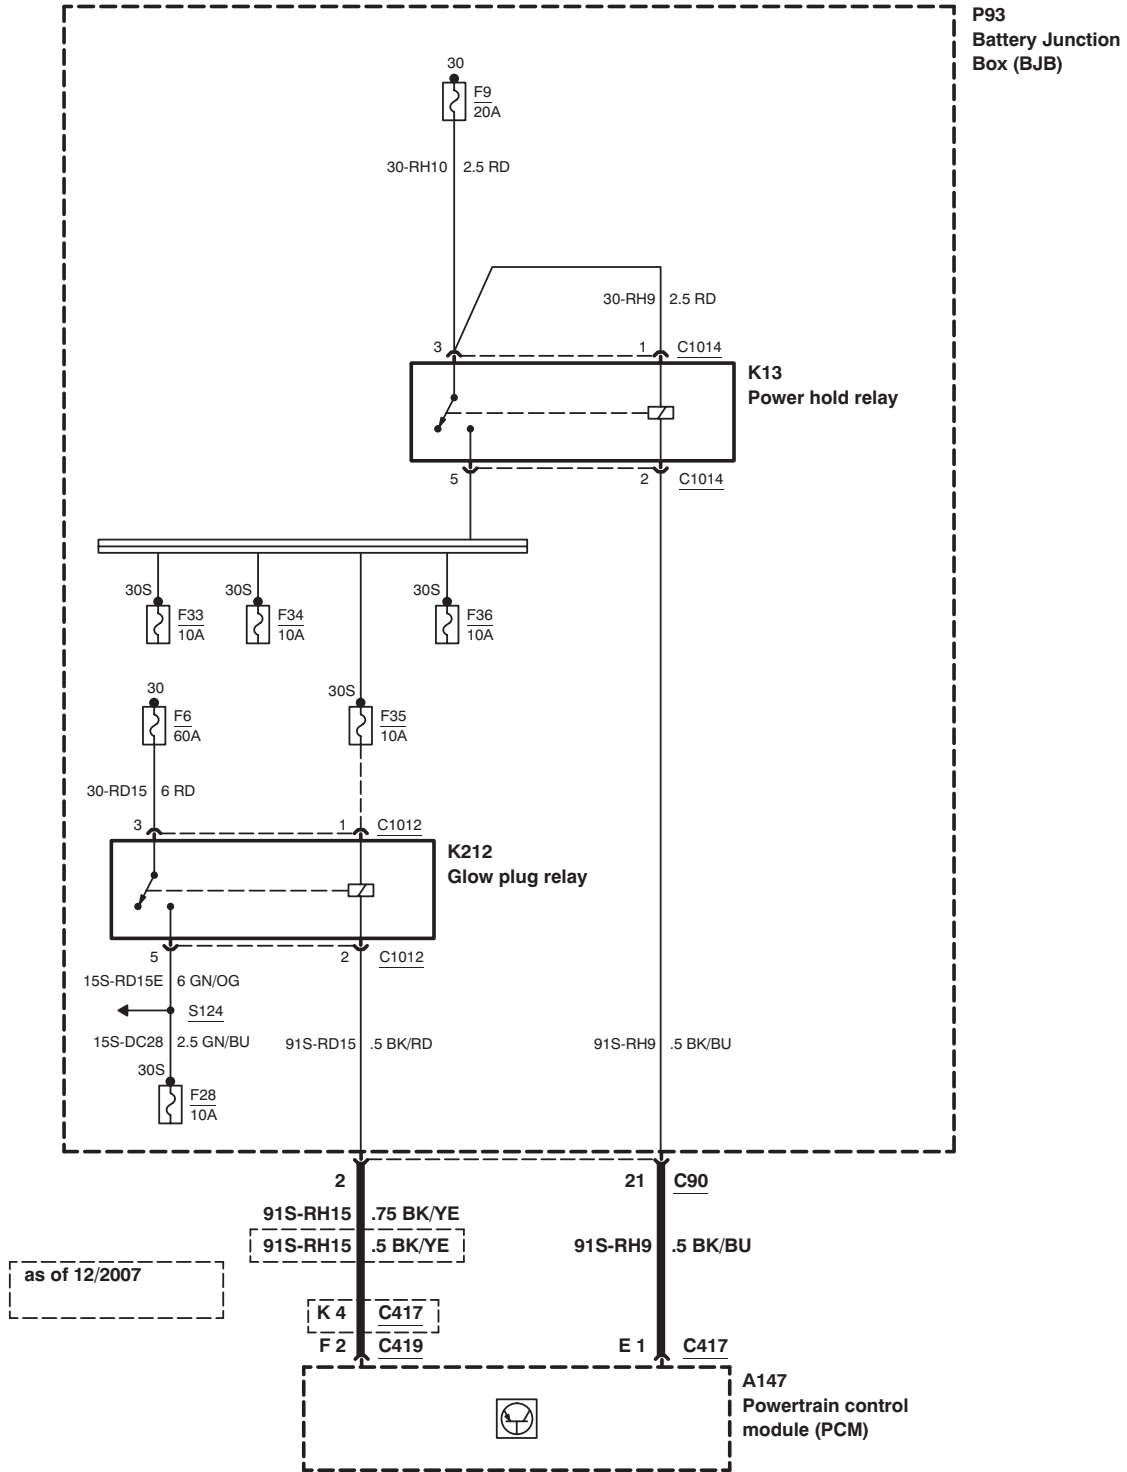 P93
Battery Junction
Box (BJB)
30
F9
20A
30-RH10 2.5 RD
30-RH9 2.5 RD
3 1 C1014
K13
Power hold relay
5 2 C1014
30S 30S 30S
F33 F34 F36
10A 10A 10A
30 30S
F6 F35
60A 10A
30-RD15 6 RD
3 1 C1012
K212
Glow plug relay
5 2 C1012
15S-RD15E 6 GN/OG
S124
15S-DC28 2.5 GN/BU 91S-RD15 .5 BK/RD 91S-RH9 .5 BK/BU
30S
F28
10A
2 21 C90
91S-RH15 .75 BK/YE
91S-RH15 .5 BK/YE 91S-RH9 .5 BK/BU
as of 12/2007
K 4 C417
F 2 C419 E 1 C417
A147
Powertrain control
module (PCM)